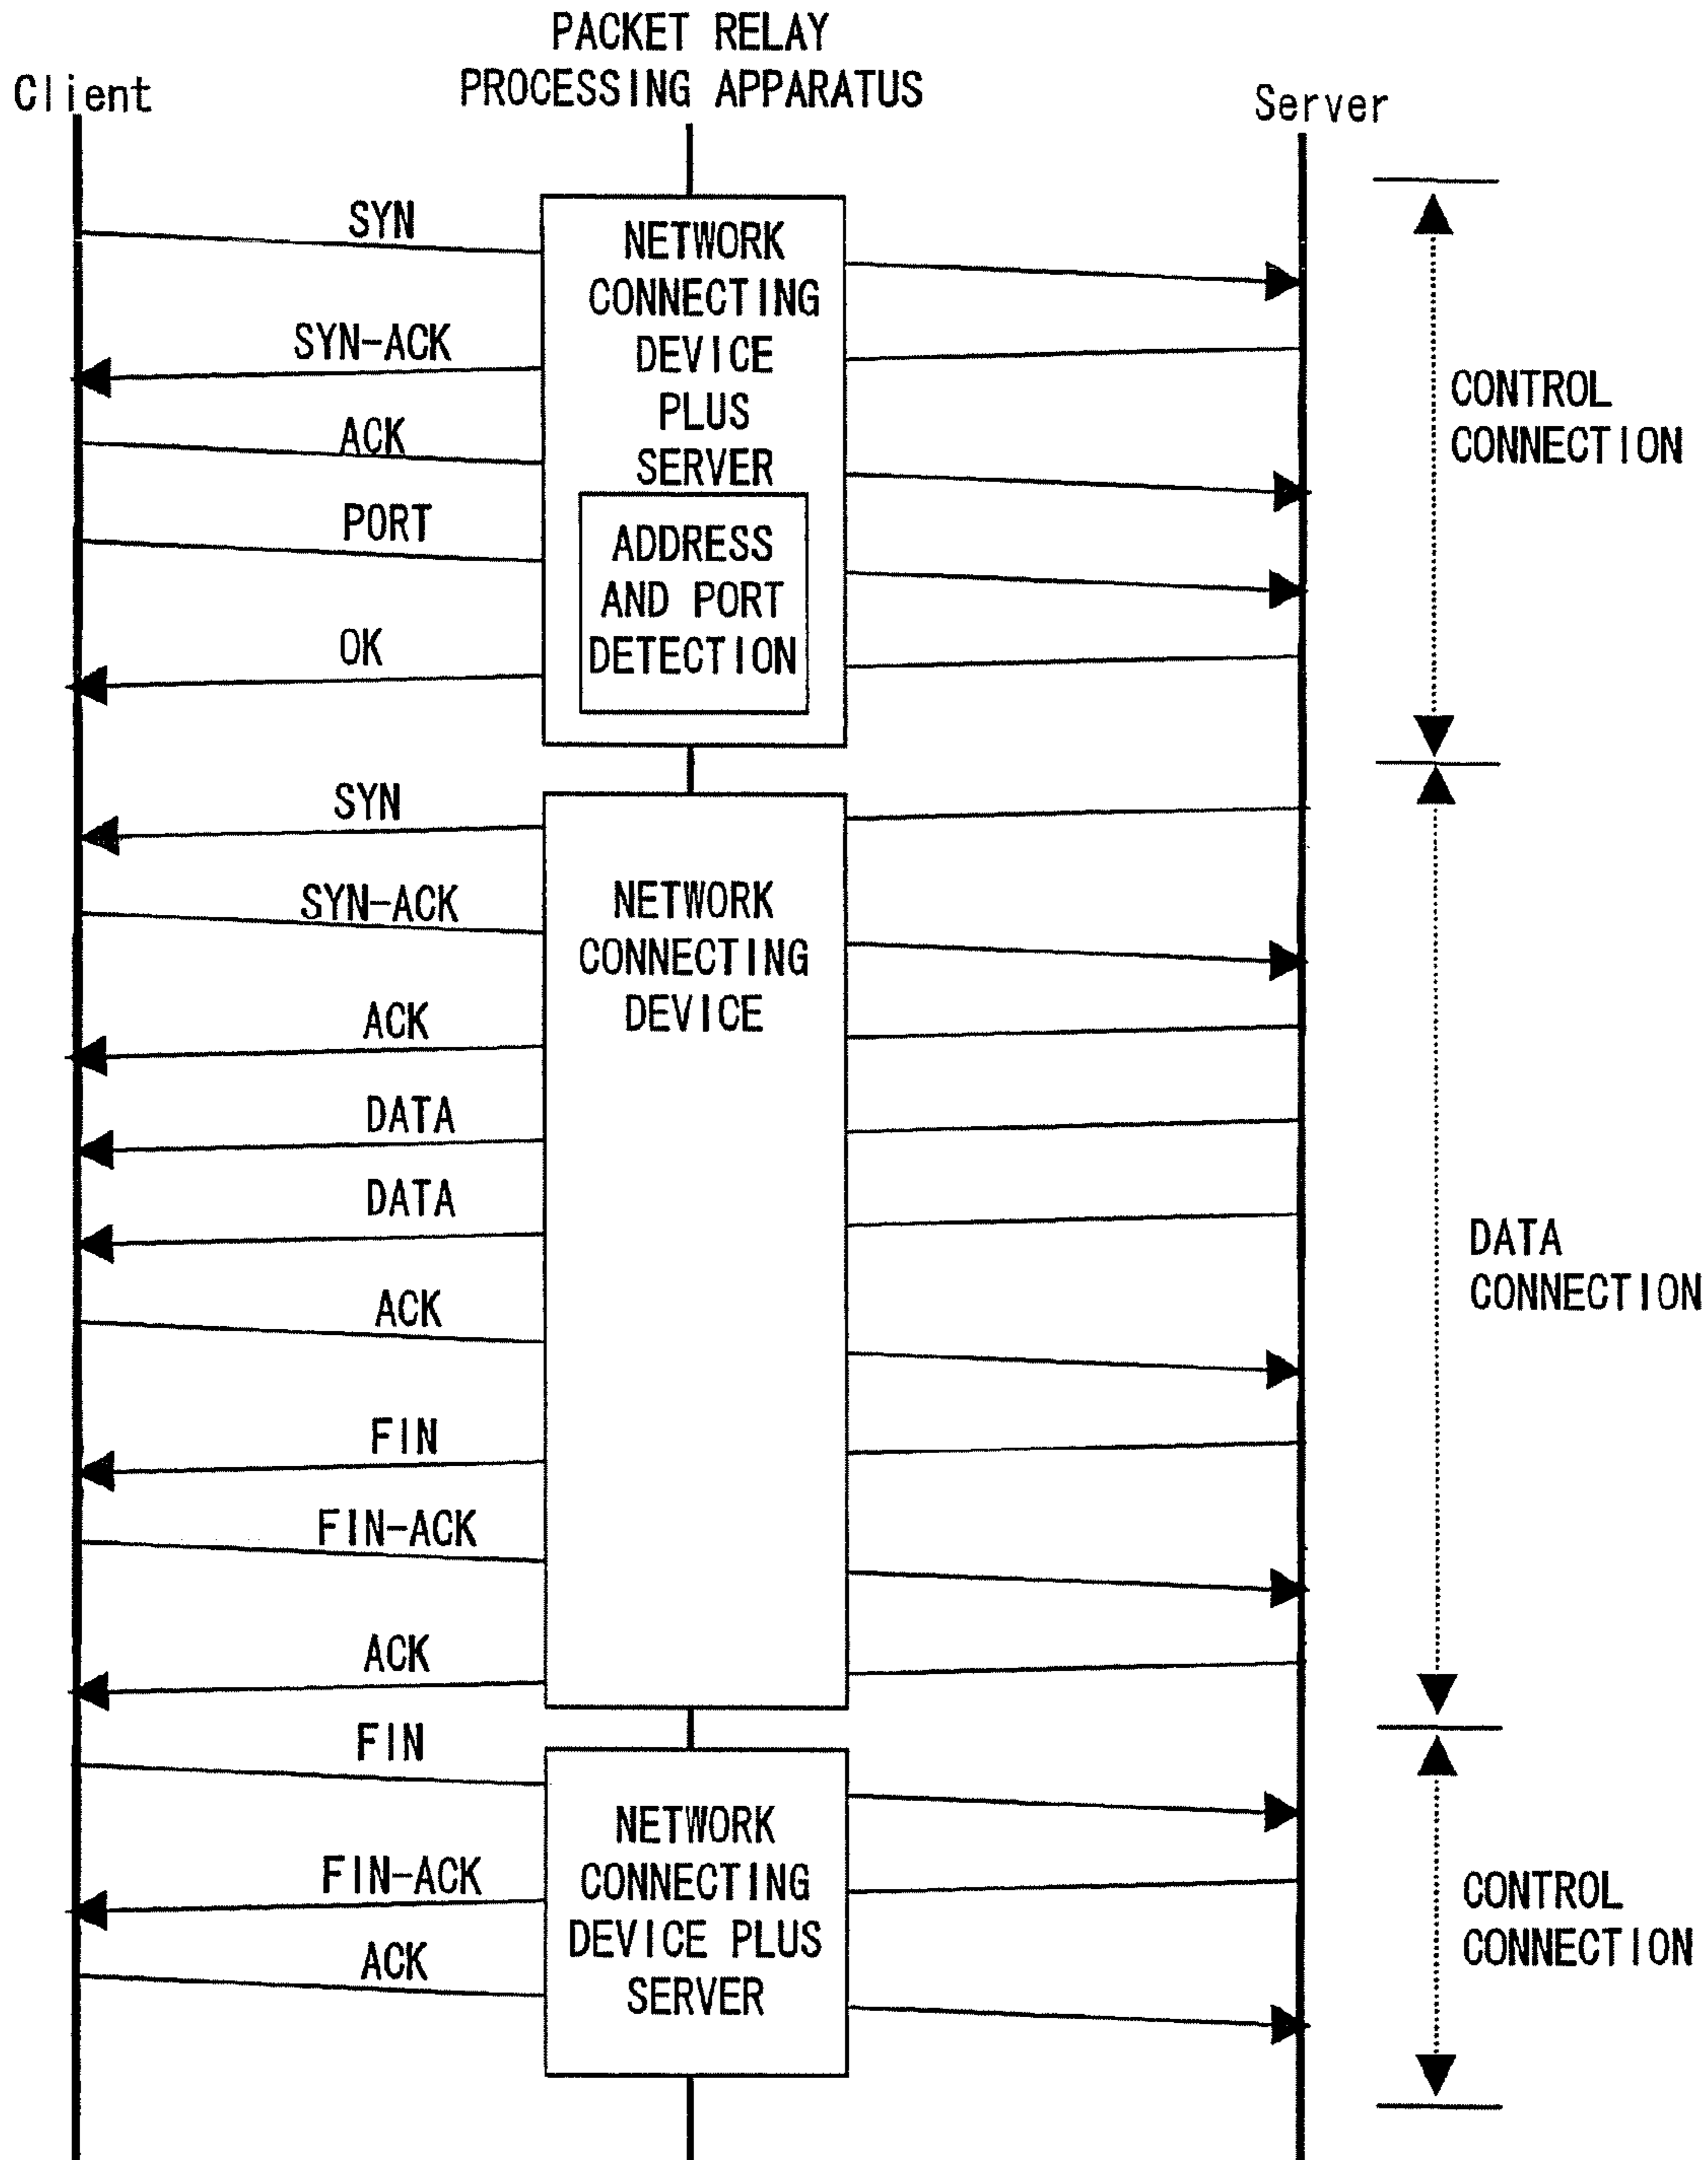 PACKET RELAY
PROCESSING APPARATUS
Client
Server
SYN
NETWORK
CONNECTING
DEVICE
PLUS
SERVER
SYN-ACK
CONTROL
CONNECTION
ACK
PORT
ADDRESS
AND PORT
DETECTION
OK
SYN
SYN-ACK
NETWORK
CONNECTING
DEVICE
ACK
DATA
DATA
DATA
CONNECTION
ACK
FIN
FIN-ACK
ACK
FIN
NETWORK
CONNECTING
DEVICE PLUS
SERVER
FIN-ACK
CONTROL
CONNECTION
ACK